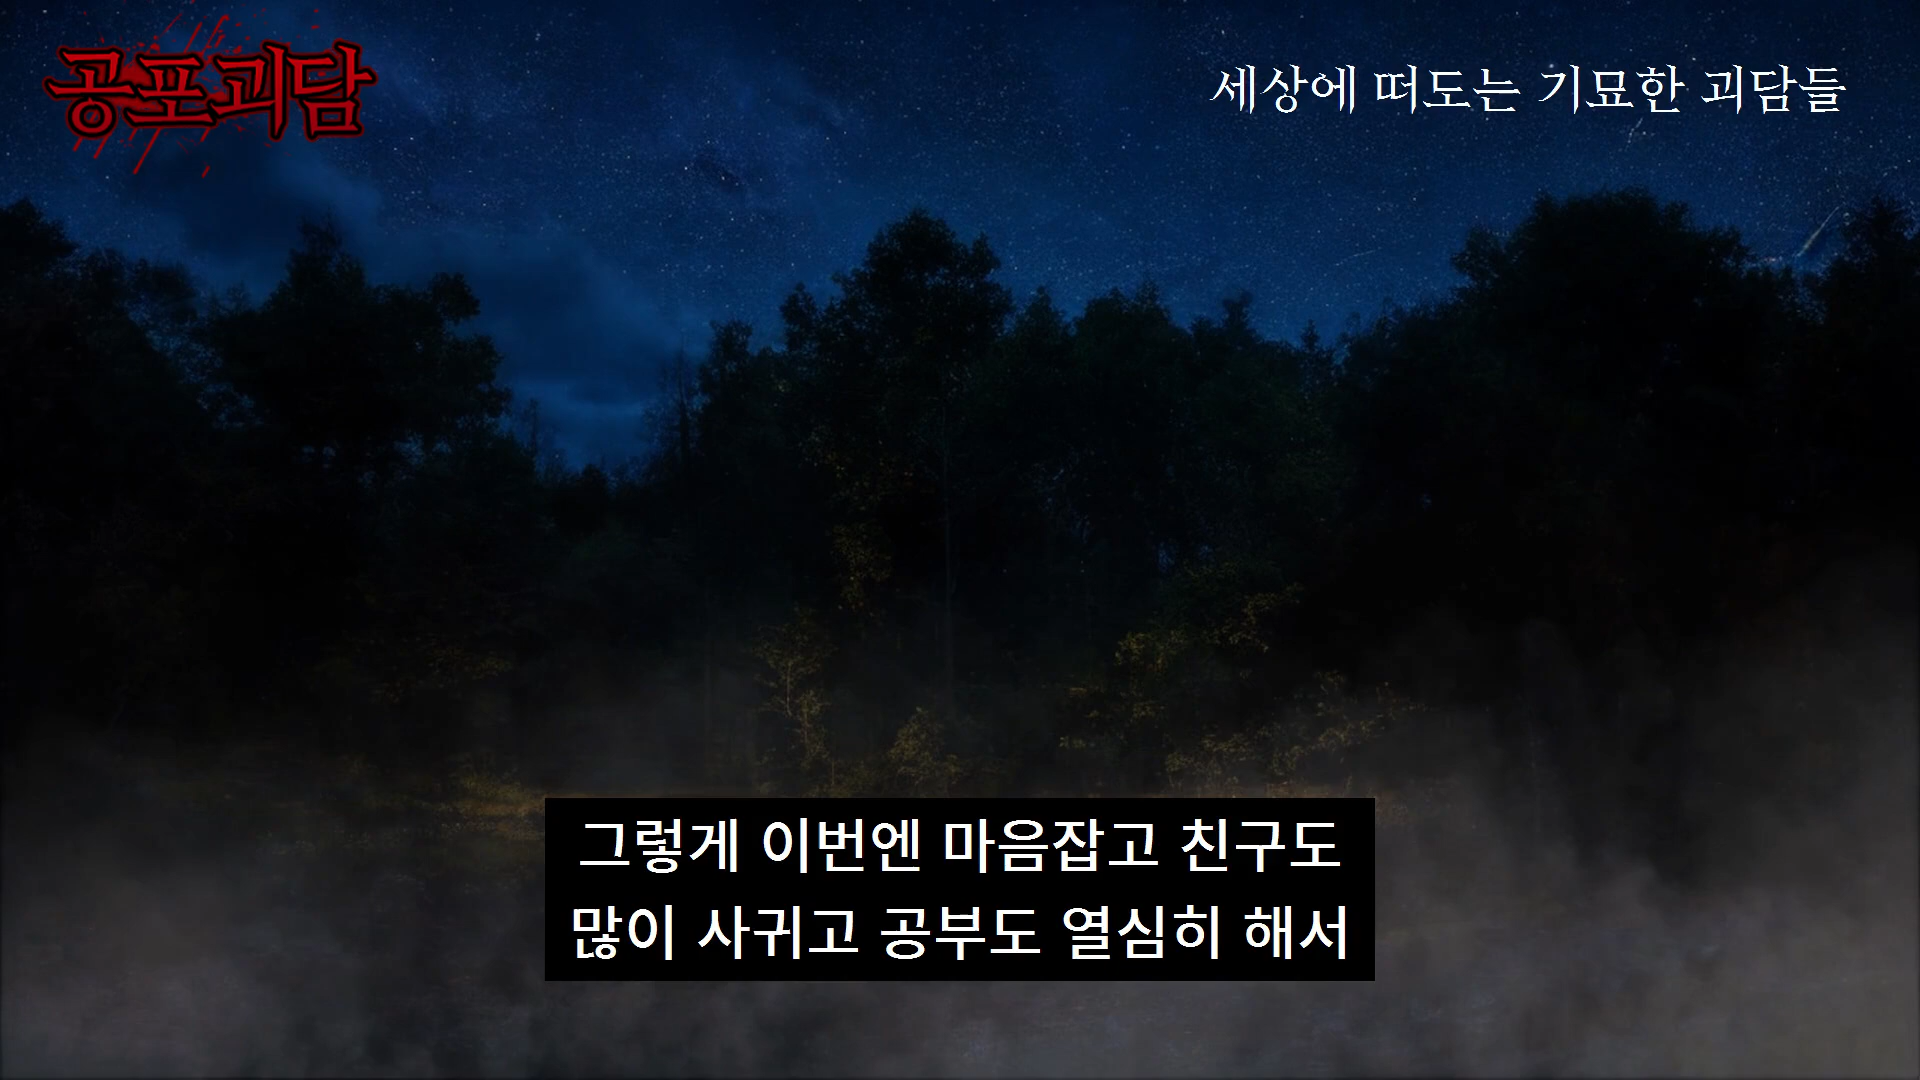 공포괴담
세상에 떠도는 기묘한 괴담들
그렇게 이번엔 마음잡고 친구도
많이 사귀고 공부도 열심히 해서